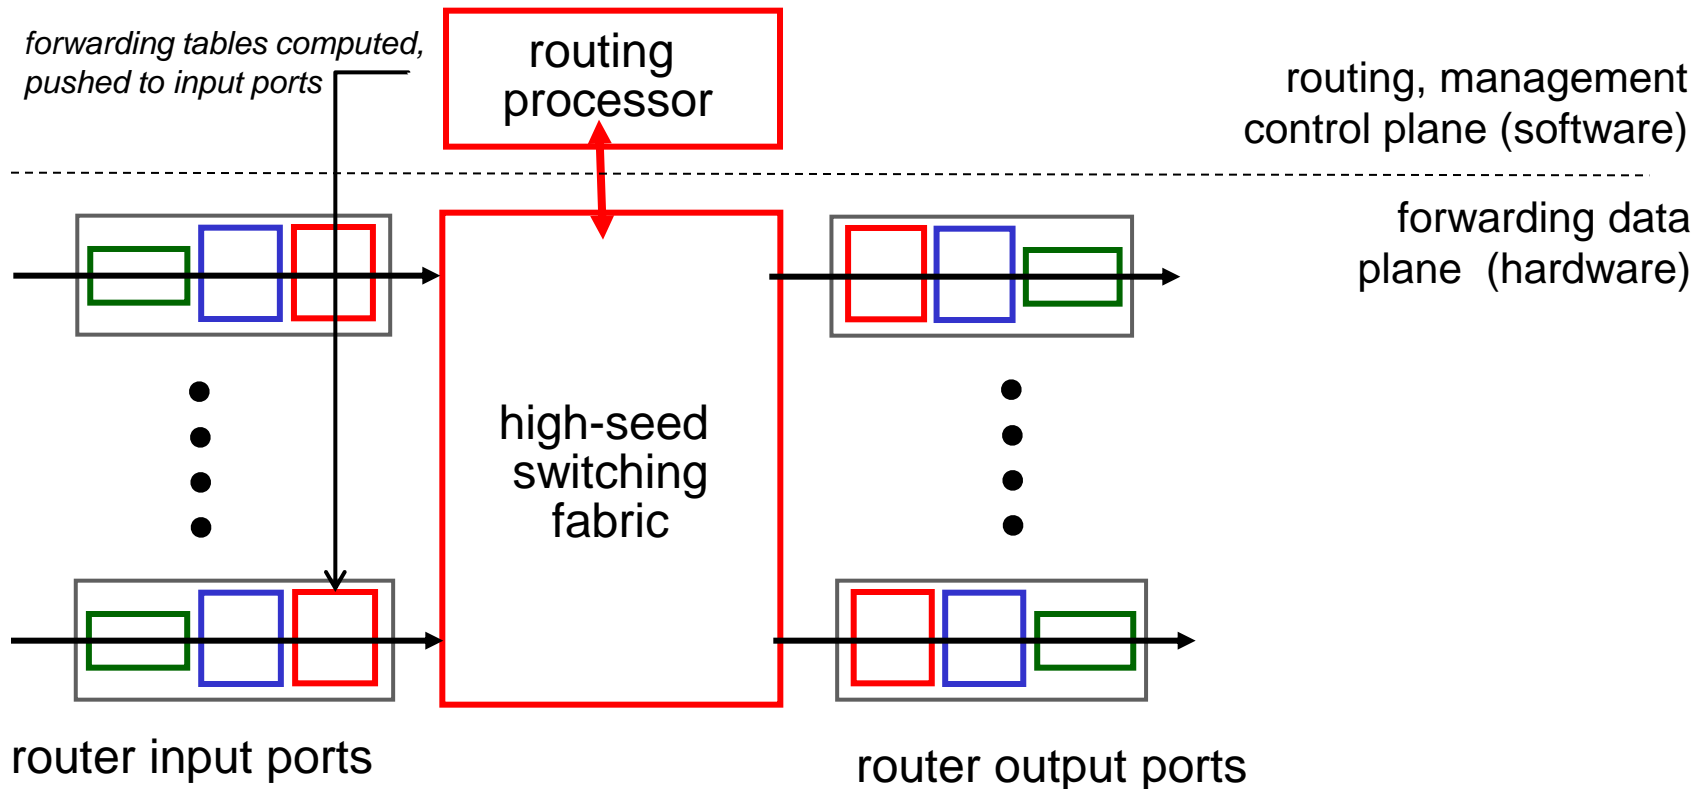 forwarding tables computed,
pushed to input ports
routing
processor
routing, management
control plane (software)
forwarding data
plane (hardware)
high-seed
switching
fabric
router input ports
router output ports